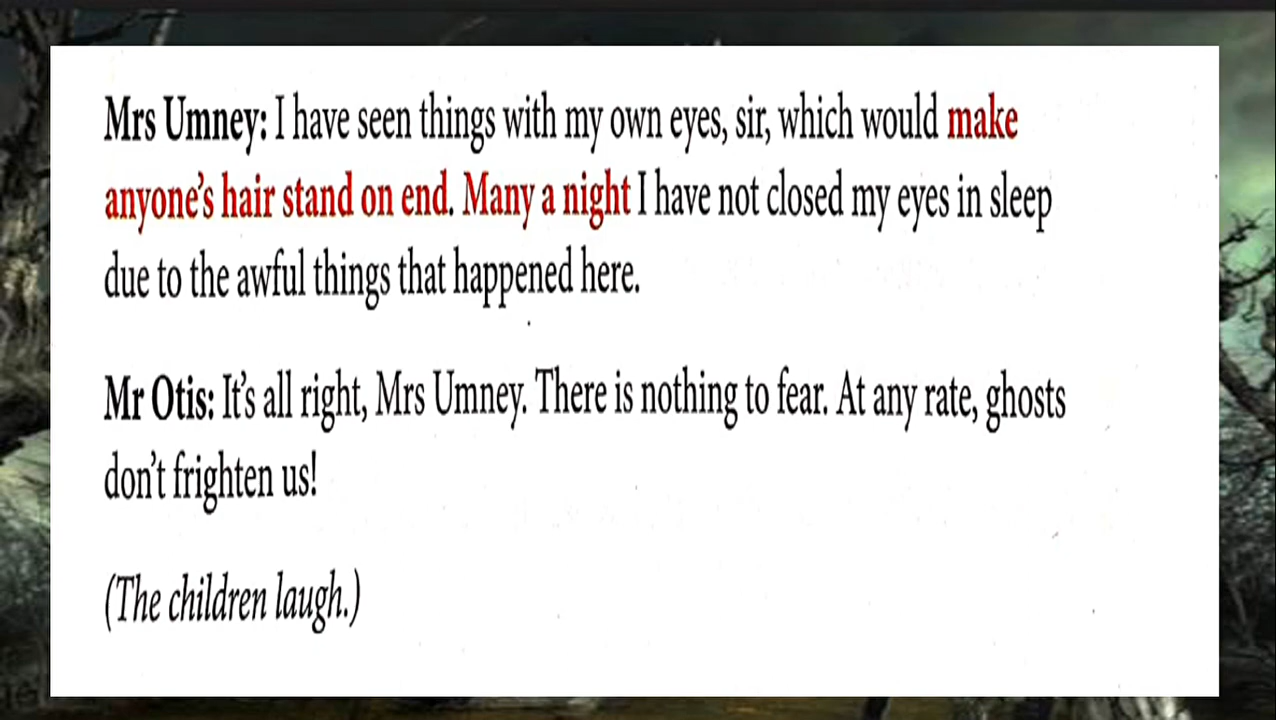 Mrs Umney: I have seen things with my own eyes, sir, which would make
anyone's hair stand on end. Many a night I have not closed my eyes in sleep
due to the awful things that happened here.
Mr Otis: It's all right, Mrs Umney. There is nothing to fear. At any rate, ghosts
don't frighten us!
(The children laugh.)